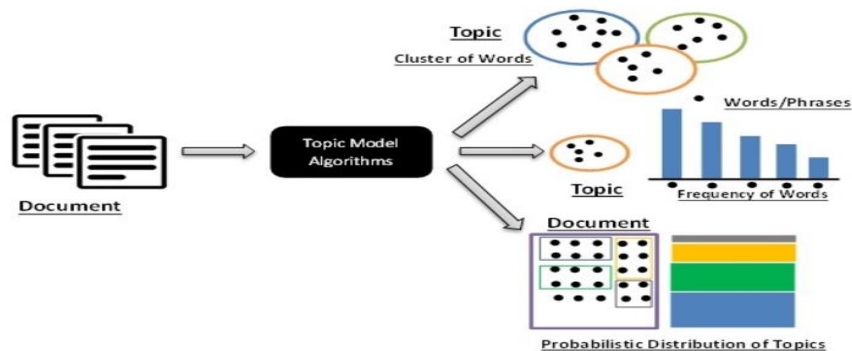 Topic
Cluster of Words
Words/Phrases
Topic Model
Algorithms
Document
Topic
Frequency of Words
Document
Probabilistic Distribution of Topics